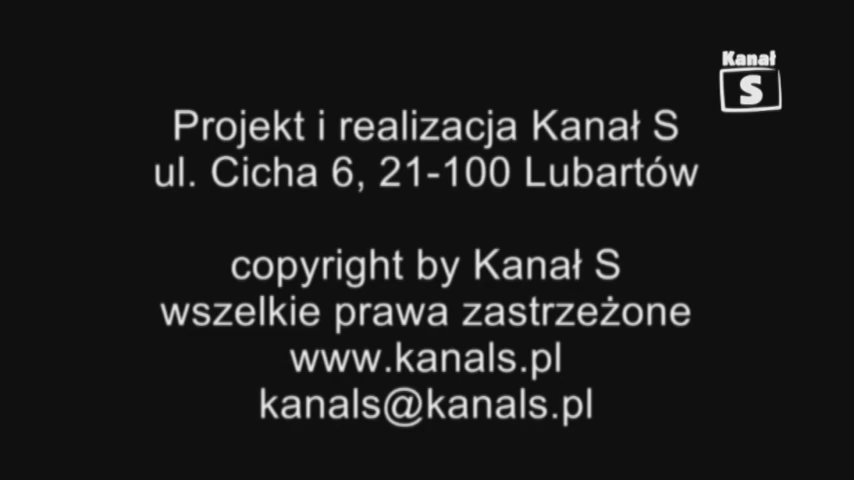 Kanał
S
Projekt i realizacja Kanał S
ul. Cicha 6, 21-100 Lubartów
copyright by Kanał S
wszelkie prawa zastrzeżone
www.kanals.pl
kanals@kanals.pl